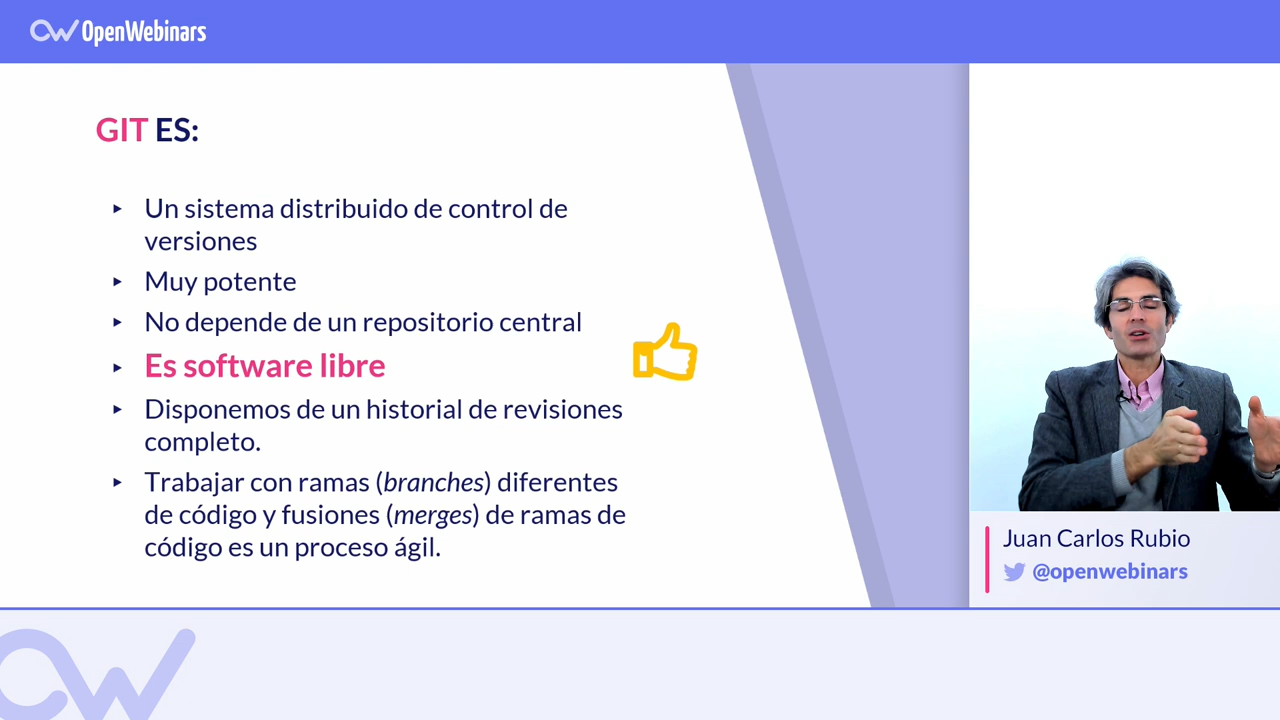 OpenWebinars
GIT ES:
▸ Un sistema distribuido de control de
versiones
▸ Muy potente
▸ No depende de un repositorio central
▸ Es software libre
▸ Disponemos de un historial de revisiones
completo.
▸ Trabajar con ramas (branches) diferentes
de código y fusiones (merges) de ramas de
código es un proceso ágil.
Juan Carlos Rubio
@openwebinars